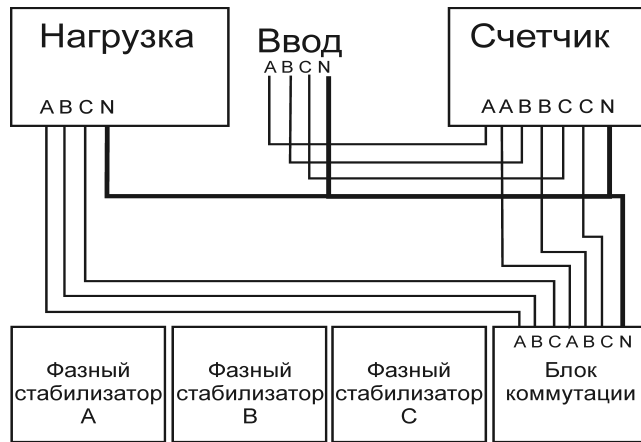 Нагрузка
A B C N
Ввод
A B C N
Счетчик
A A B B C C N
A B C A B C N
Фазный
стабилизатор
A
Фазный
стабилизатор
B
Фазный
стабилизатор
C
Блок
коммутации